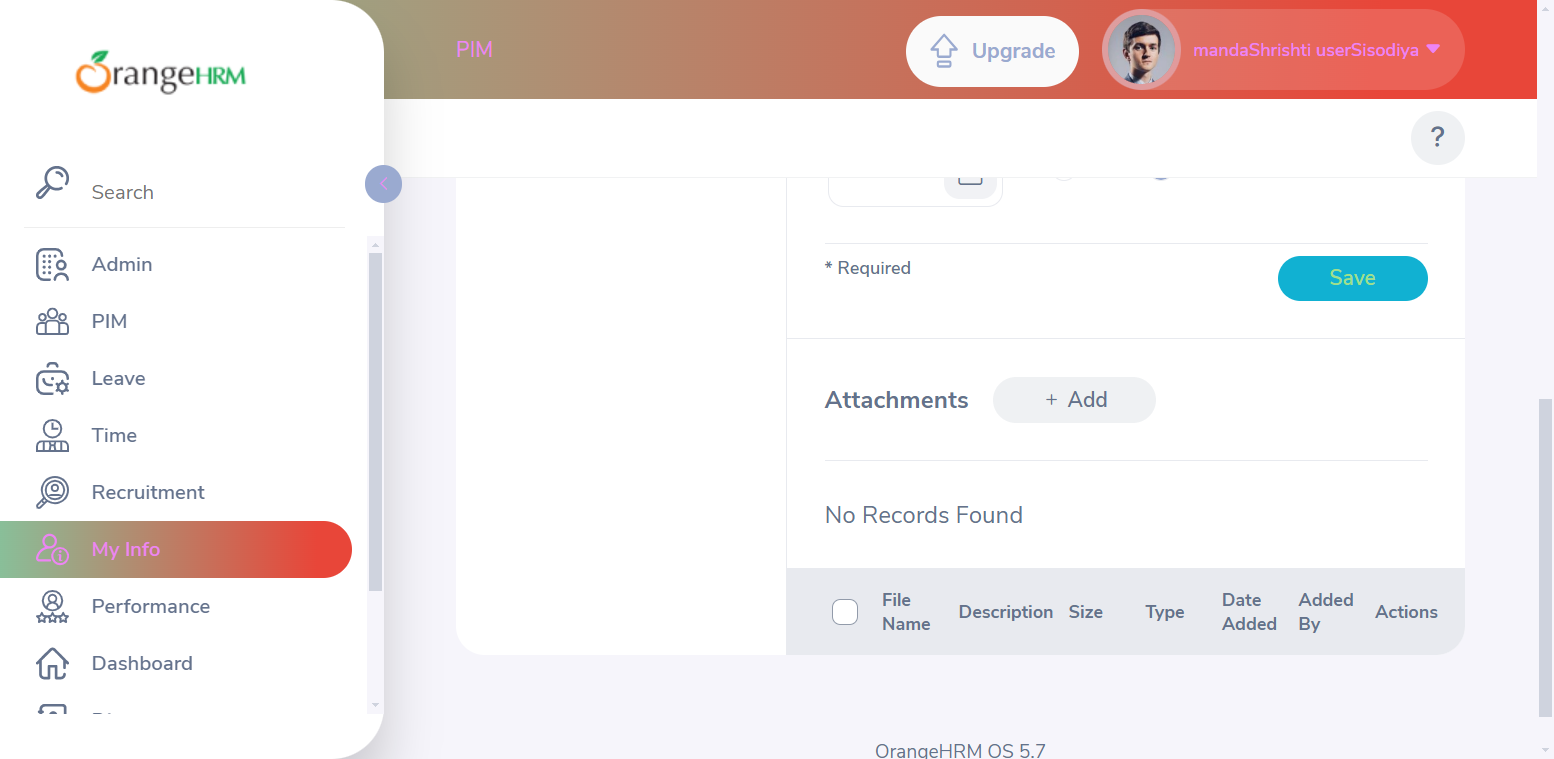 OrangeHRM
PIM
Upgrade
mandaShrishti userSisodiya
?
Search
Admin
PIM
Leave
Time
Recruitment
My Info
Performance
Dashboard
* Required
Save
Attachments
+ Add
No Records Found
File Name
Description
Size
Type
Date Added
Added By
Actions
OrangeHRM OS 5.7